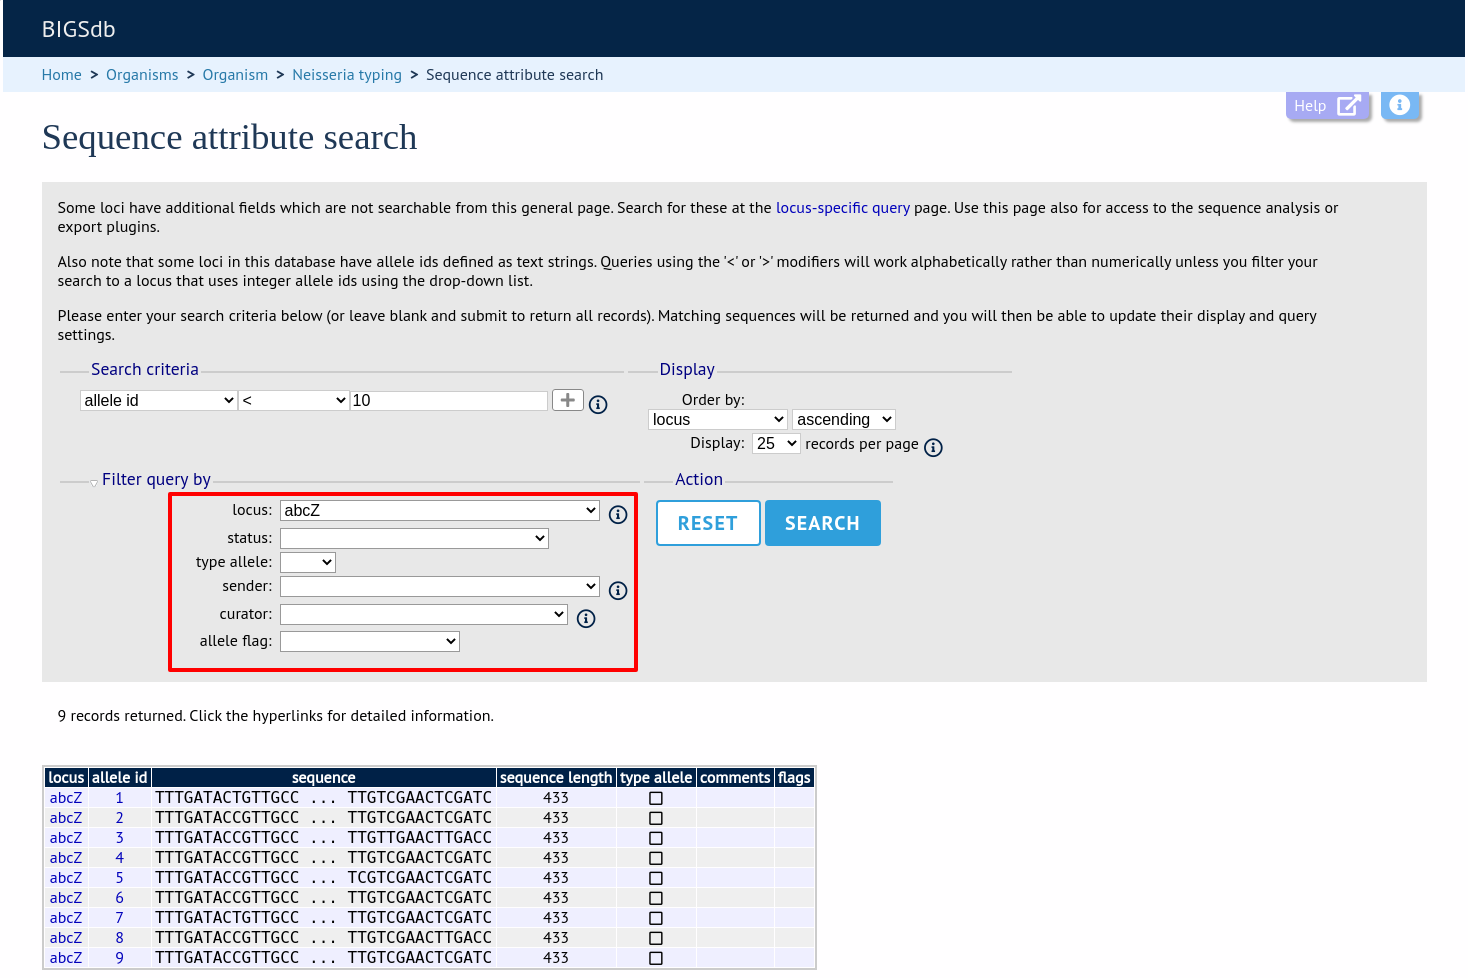 BIGSdb
Home > Organisms > Organism > Neisseria typing > Sequence attribute search
Help
Sequence attribute search
Some loci have additional fields which are not searchable from this general page. Search for these at the locus-specific query page. Use this page also for access to the sequence analysis or
export plugins.
Also note that some loci in this database have allele ids defined as text strings. Queries using the '<' or '>' modifiers will work alphabetically rather than numerically unless you filter your
search to a locus that uses integer allele ids using the drop-down list.
Please enter your search criteria below (or leave blank and submit to return all records). Matching sequences will be returned and you will then be able to update their display and query
settings.
Search criteria
allele id < 10 +
Display
Order by:
locus ascending
Display: 25 records per page
Filter query by
locus: abcZ
status:
type allele:
sender:
curator:
allele flag:
Action
RESET SEARCH
9 records returned. Click the hyperlinks for detailed information.
locus allele id sequence sequence length type allele comments flags
abcZ 1 TTTGATACTGTTGCC ... TTGTCGAACTCGATC 433
abcZ 2 TTTGATACCGTTGCC ... TTGTCGAACTCGATC 433
abcZ 3 TTTGATACCGTTGCC ... TTGTTGAACTTGACC 433
abcZ 4 TTTGATACCGTTGCC ... TTGTCGAACTCGATC 433
abcZ 5 TTTGATACCGTTGCC ... TCGTCGAACTCGATC 433
abcZ 6 TTTGATACCGTTGCC ... TTGTCGAACTCGATC 433
abcZ 7 TTTGATACTGTTGCC ... TTGTCGAACTCGATC 433
abcZ 8 TTTGATACCGTTGCC ... TTGTCGAACTTGACC 433
abcZ 9 TTTGATACCGTTGCC ... TTGTCGAACTCGATC 433